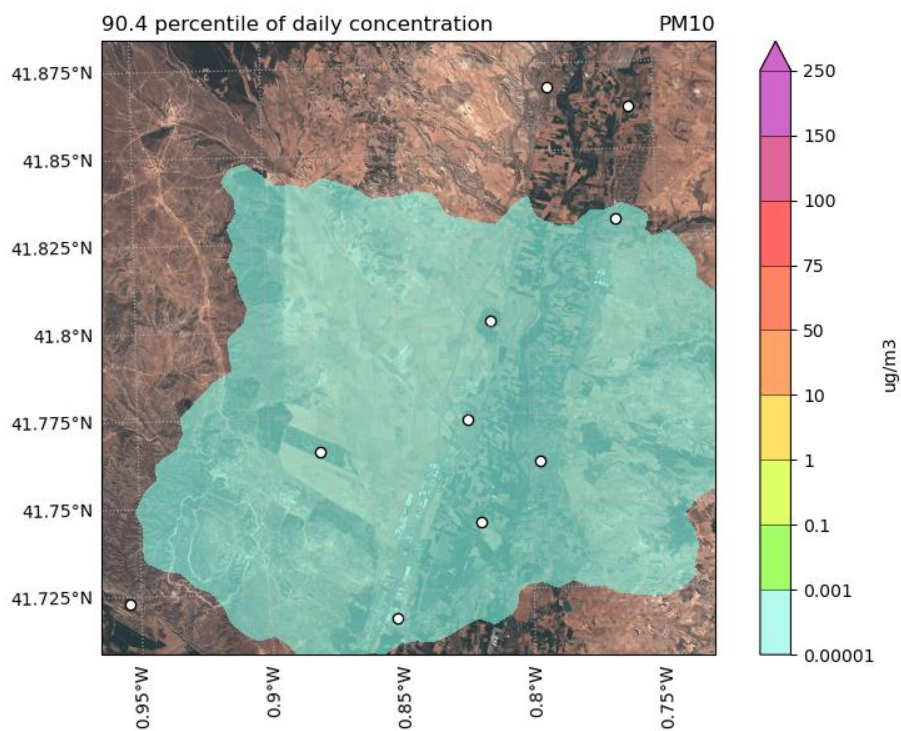 90.4 percentile of daily concentration PM10
41.875°N
41.85°N
41.825°N
41.8°N
41.775°N
41.75°N
41.725°N
0.95°W
0.9°W
0.85°W
0.8°W
0.75°W
250
150
100
75
50
10
1
0.1
0.001
0.00001
ug/m3